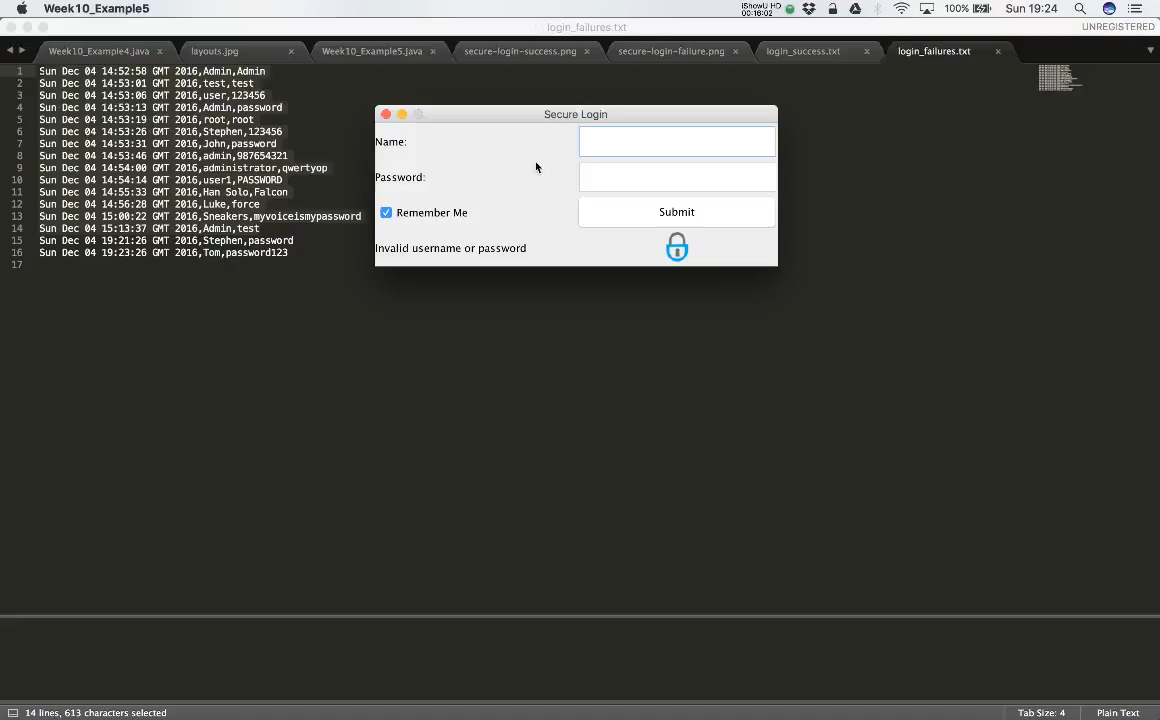 Week10_Example5
iShowU HD
00:16:02
100%
Sun 19:24
login_failures.txt
UNREGISTERED
Week10_Example4.java
layouts.jpg
Week10_Example5.java
secure-login-success.png
secure-login-failure.png
login_success.txt
login_failures.txt
1 Sun Dec 04 14:52:58 GMT 2016,Admin,Admin
2 Sun Dec 04 14:53:01 GMT 2016,test,test
3 Sun Dec 04 14:53:06 GMT 2016,user,123456
4 Sun Dec 04 14:53:13 GMT 2016,Admin,password
5 Sun Dec 04 14:53:19 GMT 2016,root,root
6 Sun Dec 04 14:53:26 GMT 2016,Stephen,123456
7 Sun Dec 04 14:53:31 GMT 2016,John,password
8 Sun Dec 04 14:53:46 GMT 2016,admin,987654321
9 Sun Dec 04 14:54:00 GMT 2016,administrator,qwertyop
10 Sun Dec 04 14:54:14 GMT 2016,user1,PASSWORD
11 Sun Dec 04 14:55:33 GMT 2016,Han Solo,Falcon
12 Sun Dec 04 14:56:28 GMT 2016,Luke,force
13 Sun Dec 04 15:00:22 GMT 2016,Sneakers,myvoiceismypassword
14 Sun Dec 04 15:13:37 GMT 2016,Admin,test
15 Sun Dec 04 19:21:26 GMT 2016,Stephen,password
16 Sun Dec 04 19:23:26 GMT 2016,Tom,password123
17
Secure Login
Name:
Password:
Remember Me
Submit
Invalid username or password
14 lines, 613 characters selected
Tab Size: 4
Plain Text